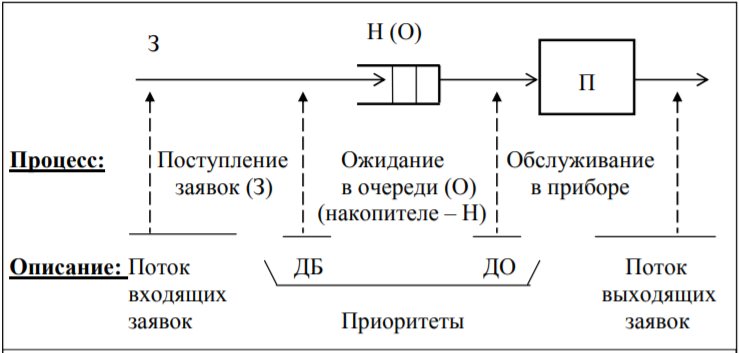 З
Н (О)
П
Процесс: Поступление Ожидание Обслуживание
заявок (З) в очереди (О) в приборе
(накопителе – Н)
Описание: Поток ДБ ДО Поток
входящих выходящих
заявок Приоритеты заявок